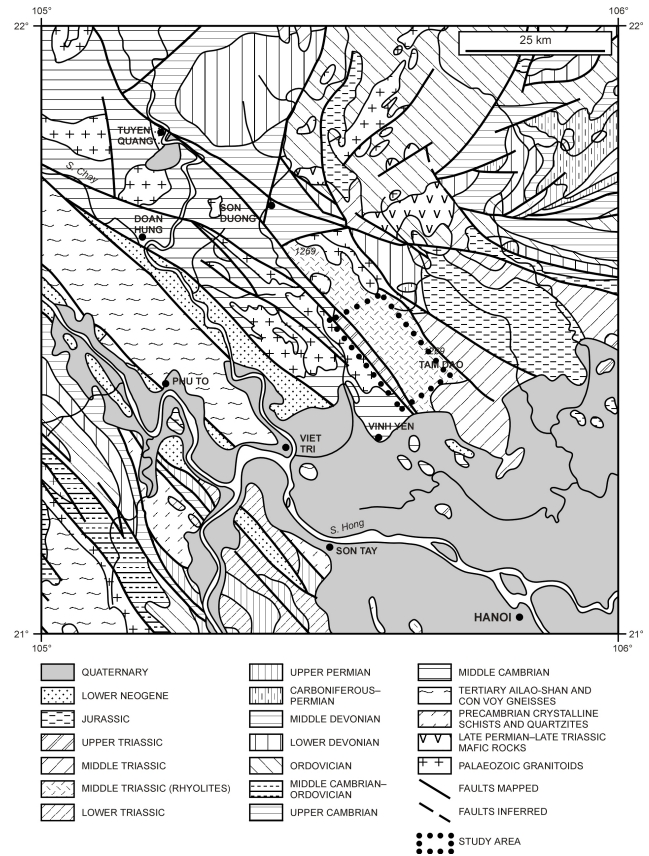 105°
106°
22°
22°
25 km
TUYEN
QUANG
S. Chay
SON
DUONG
DOAN
HUNG
1269
TAM DAO
PHU TO
VINH YEN
VIET
TRI
S. Hong
SON TAY
HANOI
21°
21°
105°
106°
QUATERNARY
LOWER NEOGENE
JURASSIC
UPPER TRIASSIC
MIDDLE TRIASSIC
MIDDLE TRIASSIC (RHYOLITES)
LOWER TRIASSIC
UPPER PERMIAN
CARBONIFEROUS–
PERMIAN
MIDDLE DEVONIAN
LOWER DEVONIAN
ORDOVICIAN
MIDDLE CAMBRIAN–
ORDOVICIAN
UPPER CAMBRIAN
MIDDLE CAMBRIAN
TERTIARY AILAO-SHAN AND
CON VOY GNEISSES
PRECAMBRIAN CRYSTALLINE
SCHISTS AND QUARTZITES
LATE PERMIAN–LATE TRIASSIC
MAFIC ROCKS
PALAEOZOIC GRANITOIDS
FAULTS MAPPED
FAULTS INFERRED
STUDY AREA